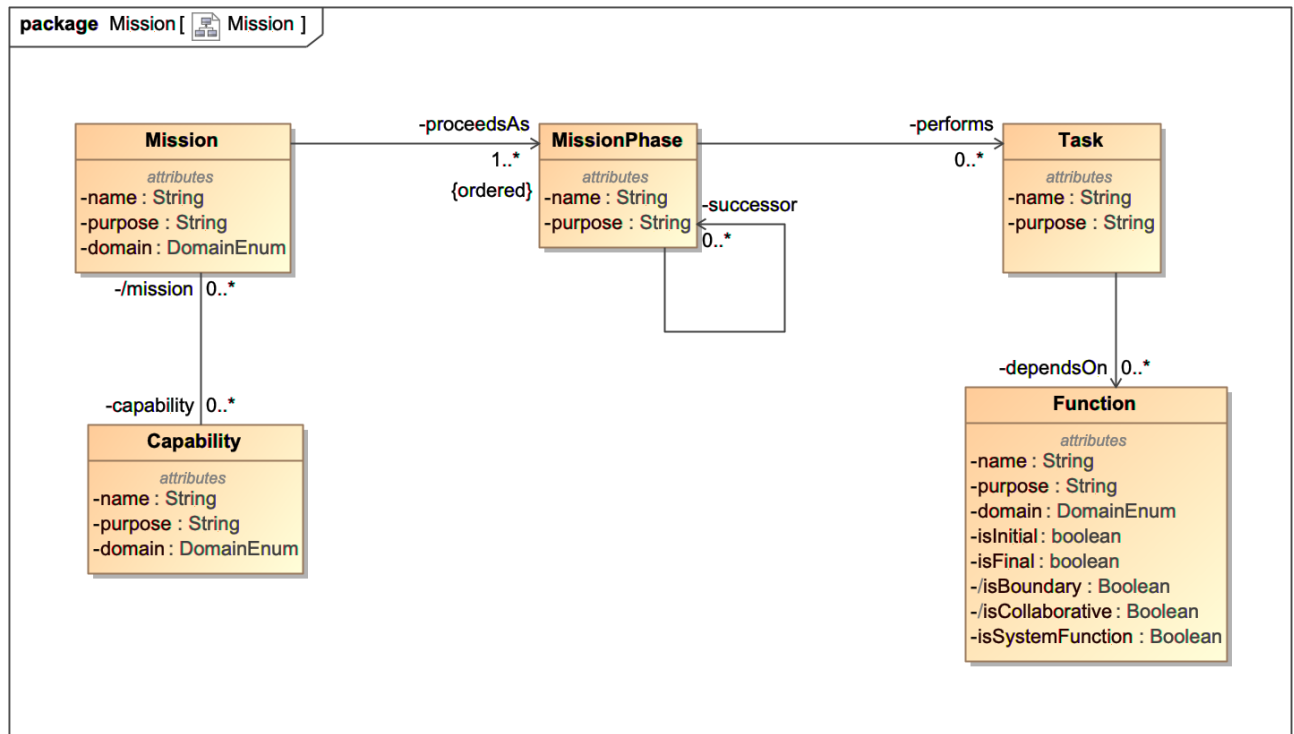 package Mission [ Mission ]
-proceedsAs
1..*
{ordered}
-performs
0..*
Mission
attributes
-name : String
-purpose : String
-domain : DomainEnum
MissionPhase
attributes
-name : String
-purpose : String
-successor
0..*
Task
attributes
-name : String
-purpose : String
-/mission 0..*
-capability 0..*
-dependsOn 0..*
Capability
attributes
-name : String
-purpose : String
-domain : DomainEnum
Function
attributes
-name : String
-purpose : String
-domain : DomainEnum
-isInitial : boolean
-isFinal : boolean
-/isBoundary : Boolean
-/isCollaborative : Boolean
-isSystemFunction : Boolean